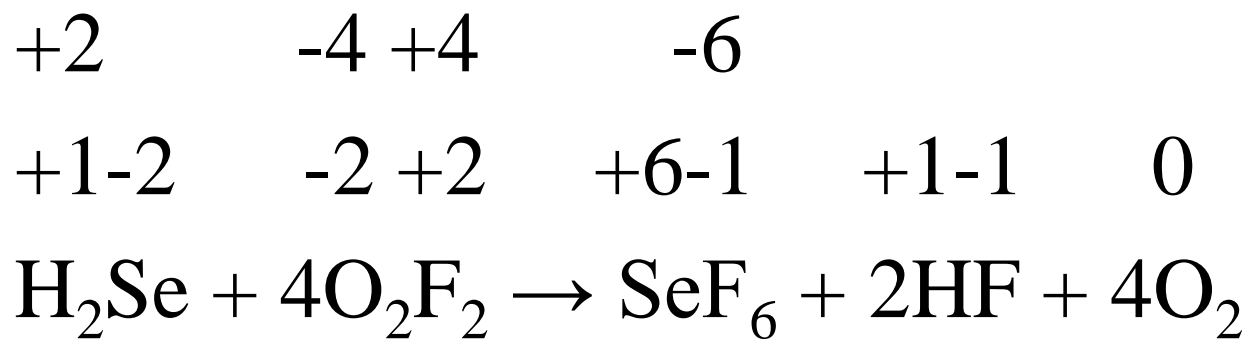 +2 -4 +4 -6
+1-2 -2 +2 +6-1 +1-1 0
H₂Se + 4O₂F₂ → SeF₆ + 2HF + 4O₂